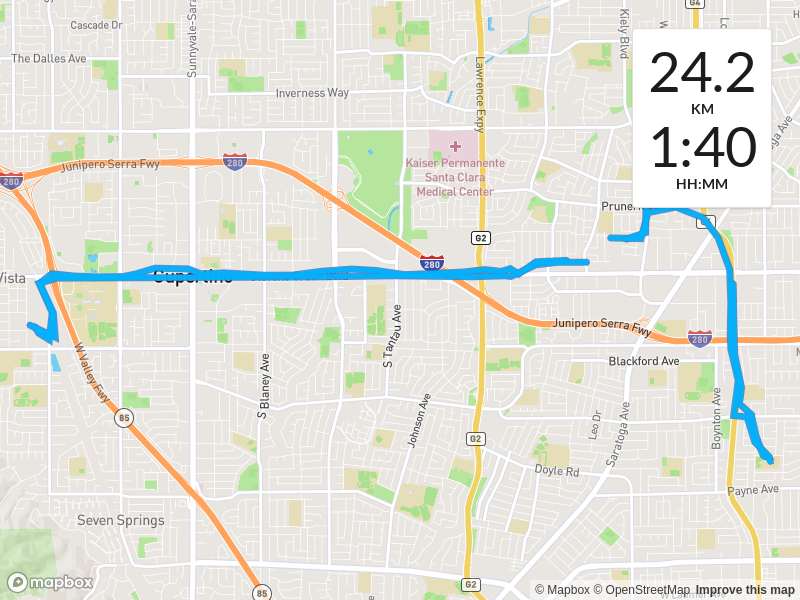 Cascade Dr
Sunnyvale-Sara
Kiely Blvd
G4
The Dalles Ave
24.2
KM
1:40
HH:MM
Lawrence Expy
Inverness Way
Kaiser Permanente
Santa Clara
Medical Center
Junipero Serra Fwy
280
280
G2
280
Vista
Cupertino
S Tantau Ave
Junipero Serra Fwy
280
Blackford Ave
W Valley Fwy
S Blaney Ave
85
Johnson Ave
Leo Dr
Saratoga Ave
Boynton Ave
G2
Doyle Rd
Payne Ave
Seven Springs
G2
85
mapbox
© Mapbox © OpenStreetMap Improve this map